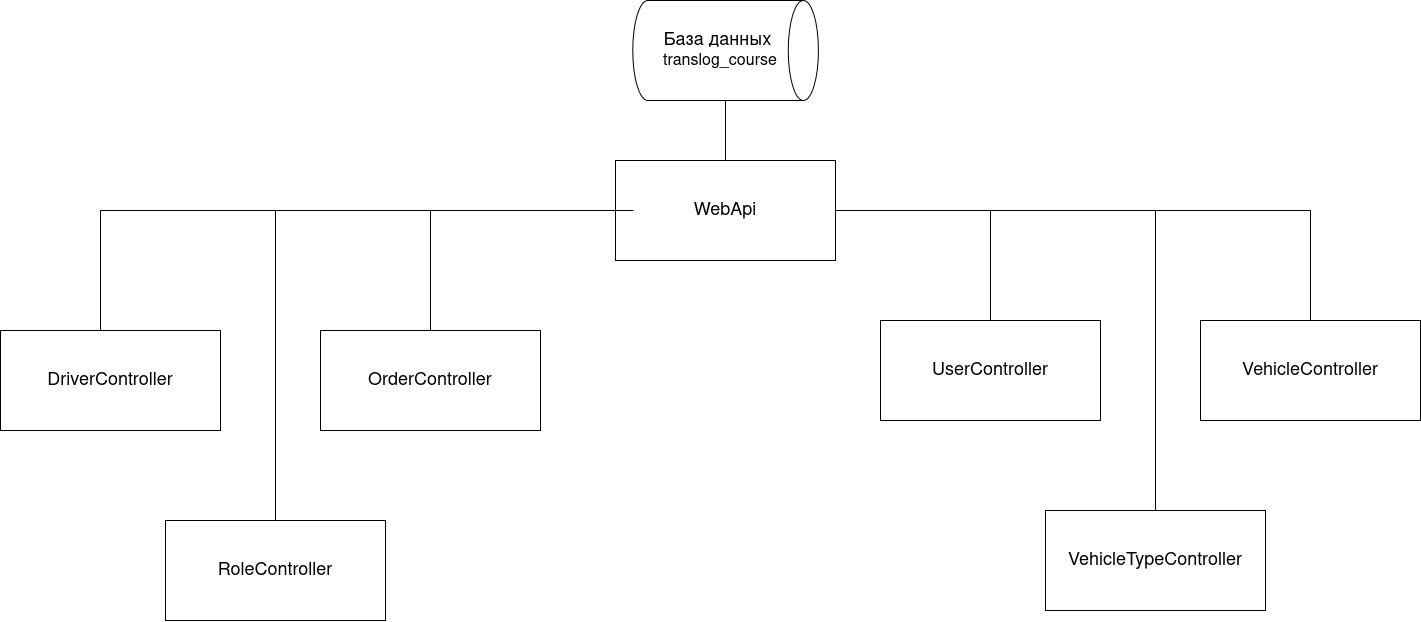 База данных
translog_course
WebApi
DriverController
OrderController
UserController
VehicleController
RoleController
VehicleTypeController